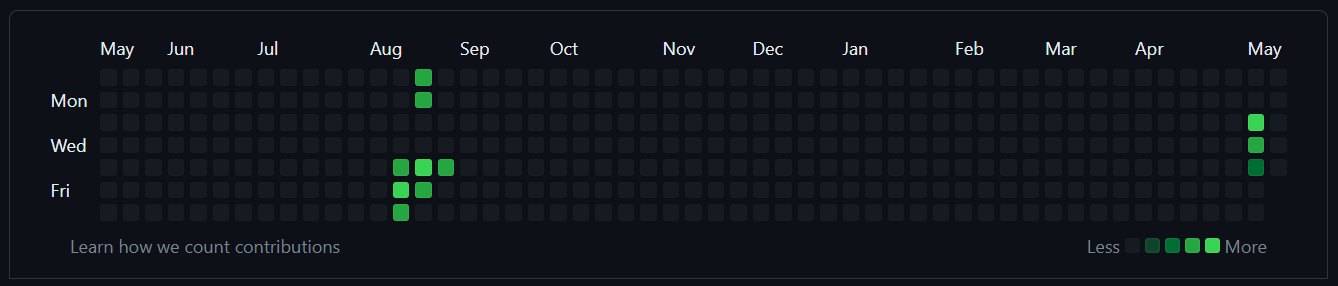 May Jun Jul Aug Sep Oct Nov Dec Jan Feb Mar Apr May
Mon
Wed
Fri
Learn how we count contributions Less More